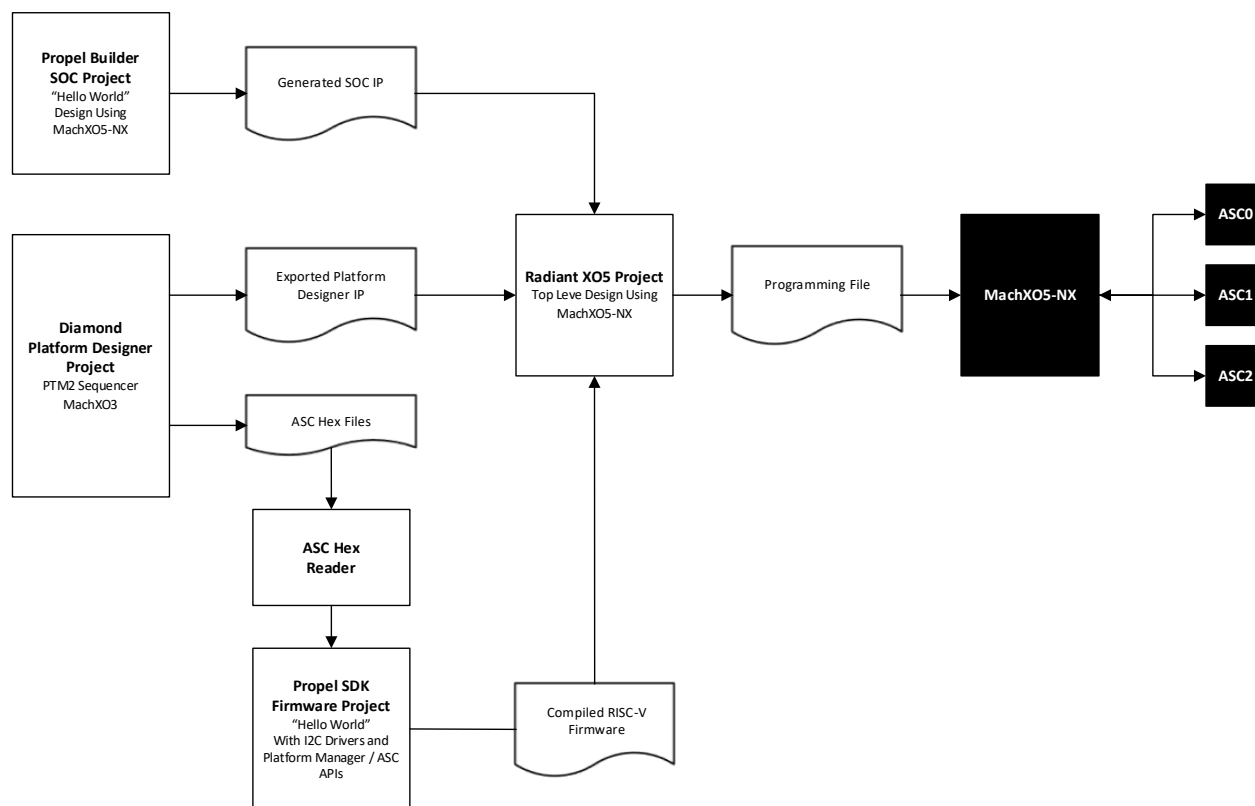 Propel Builder
SOC Project
“Hello World”
Design Using
MachXO5-NX
Generated SOC IP
Diamond
Platform Designer
Project
PTM2 Sequencer
MachXO3
Exported Platform
Designer IP
ASC Hex Files
ASC Hex
Reader
Propel SDK
Firmware Project
“Hello World”
With I2C Drivers and
Platform Manager / ASC
APIs
Compiled RISC-V
Firmware
Radiant XO5 Project
Top Leve Design Using
MachXO5-NX
Programming File
MachXO5-NX
ASC0
ASC1
ASC2